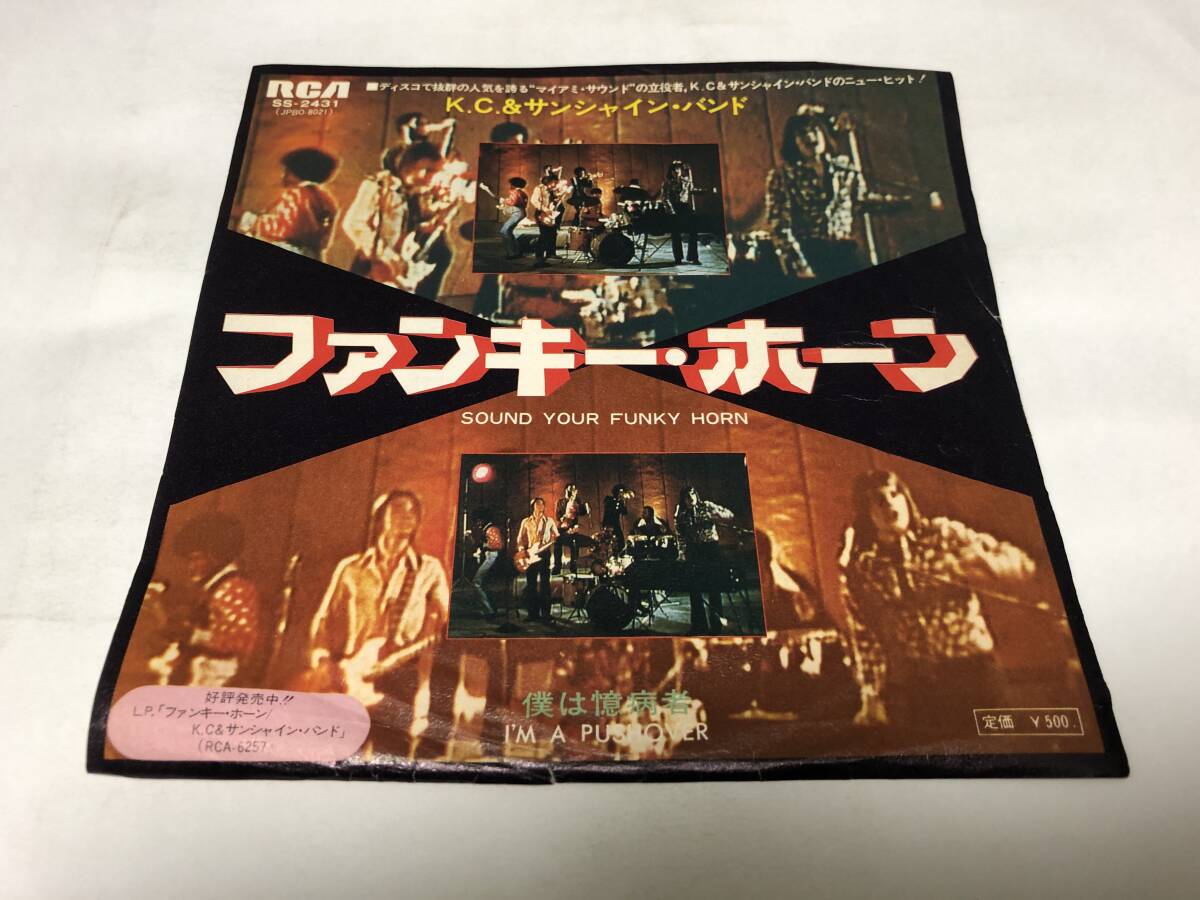 RCA
SS-2431
(JPBO-8021)
■ディスコで抜群の人気を誇る“マイアミ・サウンド”の立役者,K.C&サンシャイン・バンドのニュー・ヒット!
K.C.&サンシャイン・バンド
ファンキー・ホーン
SOUND YOUR FUNKY HORN
僕は憶病者
I'M A PUSHOVER
好評発売中!!
L.P.「ファンキー・ホーン/
K.C&サンシャイン・バンド」
(RCA-6257
定価 ¥500.